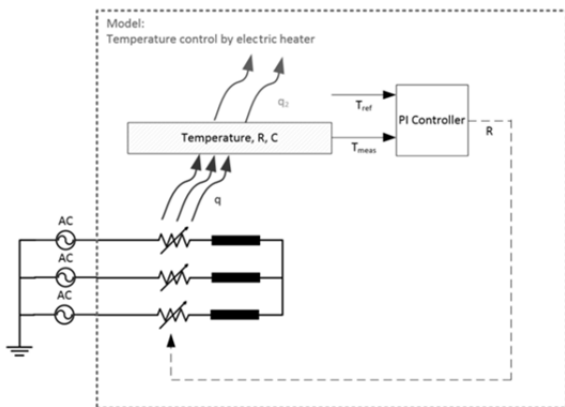 Model:
Temperature control by electric heater
q₂
Tref
PI Controller
Temperature, R, C
Tmeas
R
q
AC
AC
AC